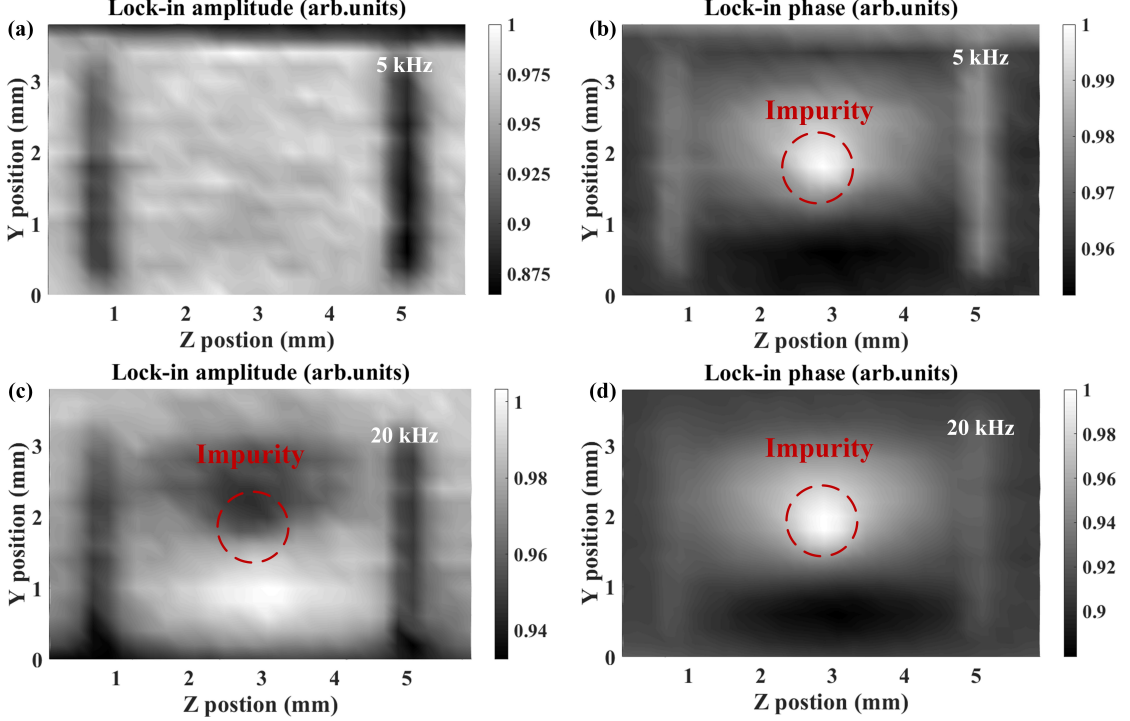 Lock-in amplitude (arb.units)
(a)
5 kHz
1
0.975
0.95
0.925
0.9
0.875
3
2
1
0
Y position (mm)
1 2 3 4 5
Z postion (mm)
Lock-in phase (arb.units)
(b)
5 kHz
Impurity
1
0.99
0.98
0.97
0.96
3
2
1
0
Y position (mm)
1 2 3 4 5
Z postion (mm)
Lock-in amplitude (arb.units)
(c)
20 kHz
Impurity
1
0.98
0.96
0.94
3
2
1
0
Y position (mm)
1 2 3 4 5
Z postion (mm)
Lock-in phase (arb.units)
(d)
20 kHz
Impurity
1
0.98
0.96
0.94
0.92
0.9
3
2
1
0
Y position (mm)
1 2 3 4 5
Z postion (mm)